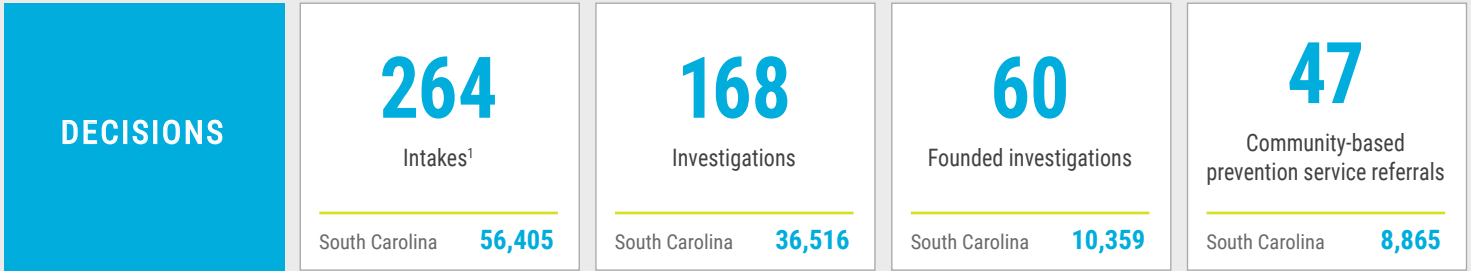 DECISIONS
264
Intakes¹
South Carolina 56,405
168
Investigations
South Carolina 36,516
60
Founded investigations
South Carolina 10,359
47
Community-based
prevention service referrals
South Carolina 8,865